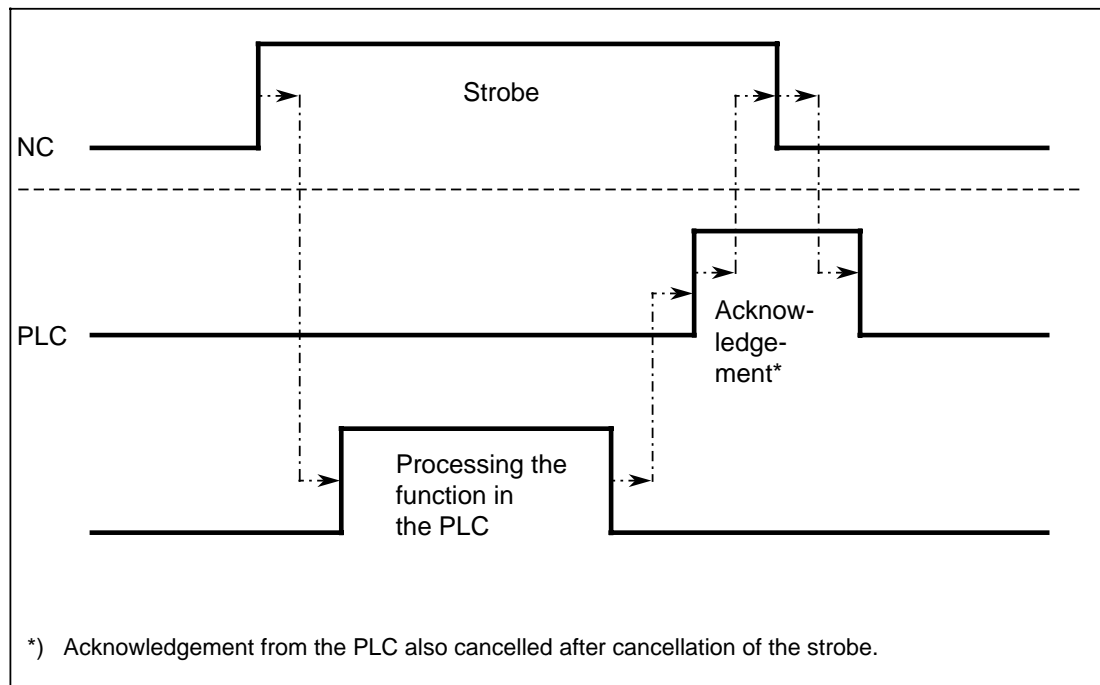 Strobe
NC
PLC
Acknow-
ledge-
ment*
Processing the
function in
the PLC
*) Acknowledgement from the PLC also cancelled after cancellation of the strobe.